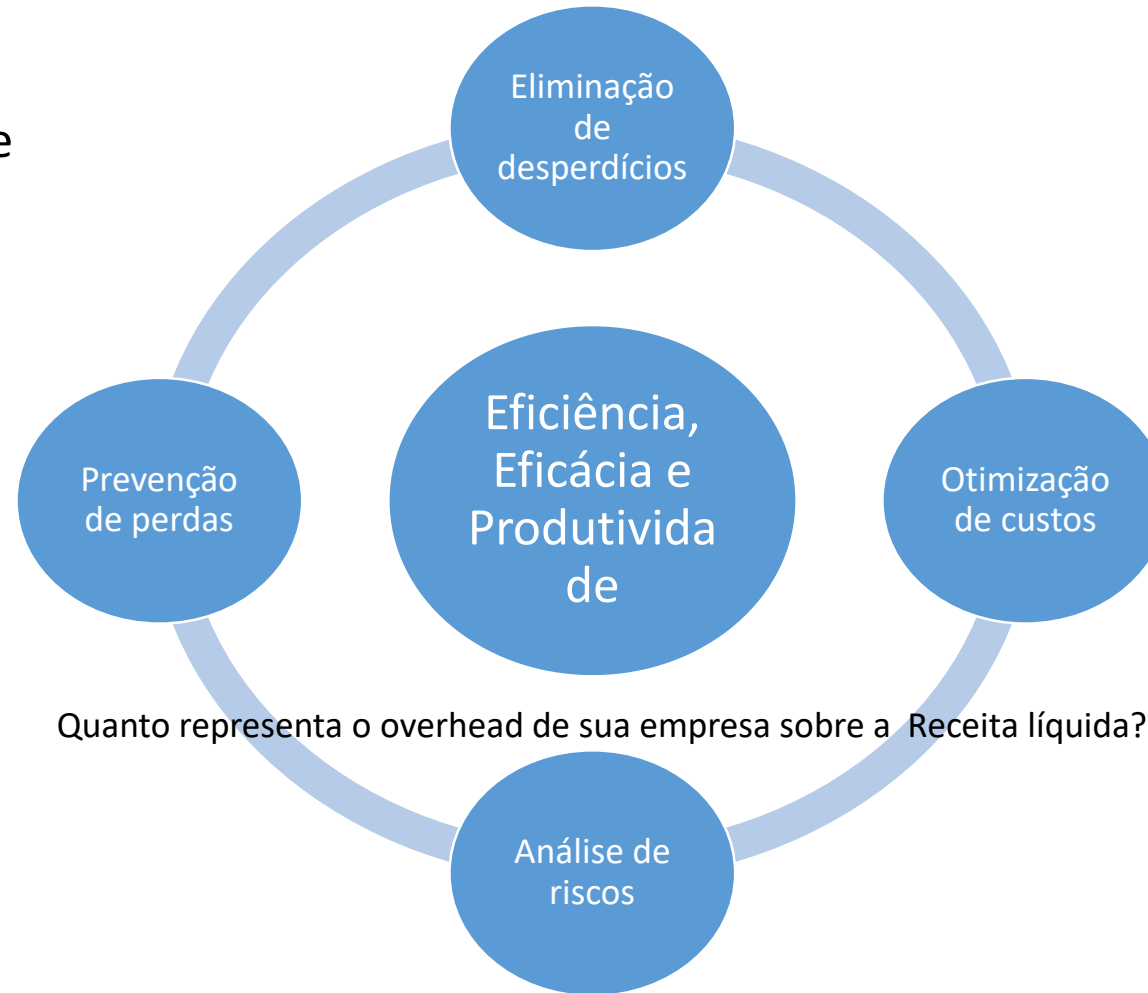 e
Eliminação
de
desperdícios
Eficiência,
Eficácia e
Produtivida
de
Prevenção
de perdas
Otimização
de custos
Quanto representa o overhead de sua empresa sobre a Receita líquida?
Análise de
riscos